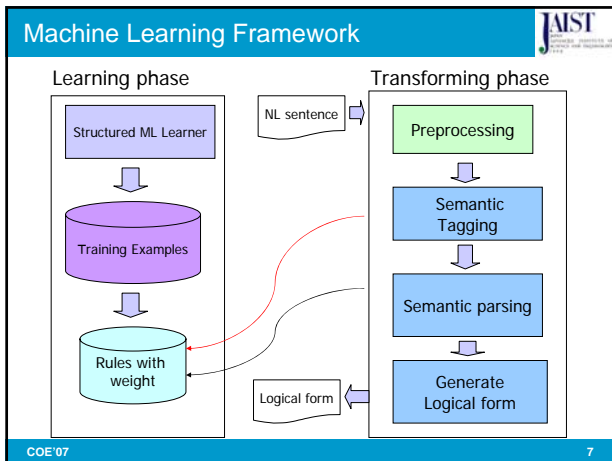 Machine Learning Framework
JAIST
Learning phase
Structured ML Learner
Training Examples
Rules with
weight
NL sentence
Logical form
Transforming phase
Preprocessing
Semantic
Tagging
Semantic parsing
Generate
Logical form
COE'07
7